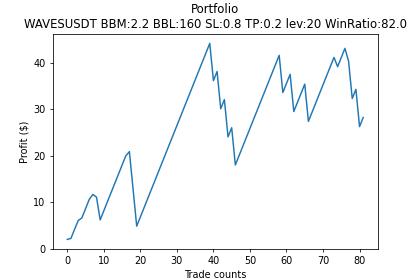 Portfolio
WAVESUSDT BBM:2.2 BBL:160 SL:0.8 TP:0.2 lev:20 WinRatio:82.0
40
30
20
10
0
Profit ($)
0 10 20 30 40 50 60 70 80
Trade counts